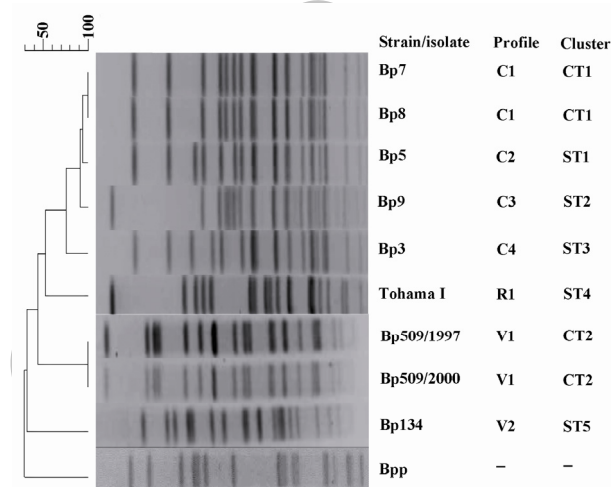 50
100
Strain/isolate Profile Cluster
Bp7 C1 CT1
Bp8 C1 CT1
Bp5 C2 ST1
Bp9 C3 ST2
Bp3 C4 ST3
Tohama I R1 ST4
Bp509/1997 V1 CT2
Bp509/2000 V1 CT2
Bp134 V2 ST5
Bpp – –